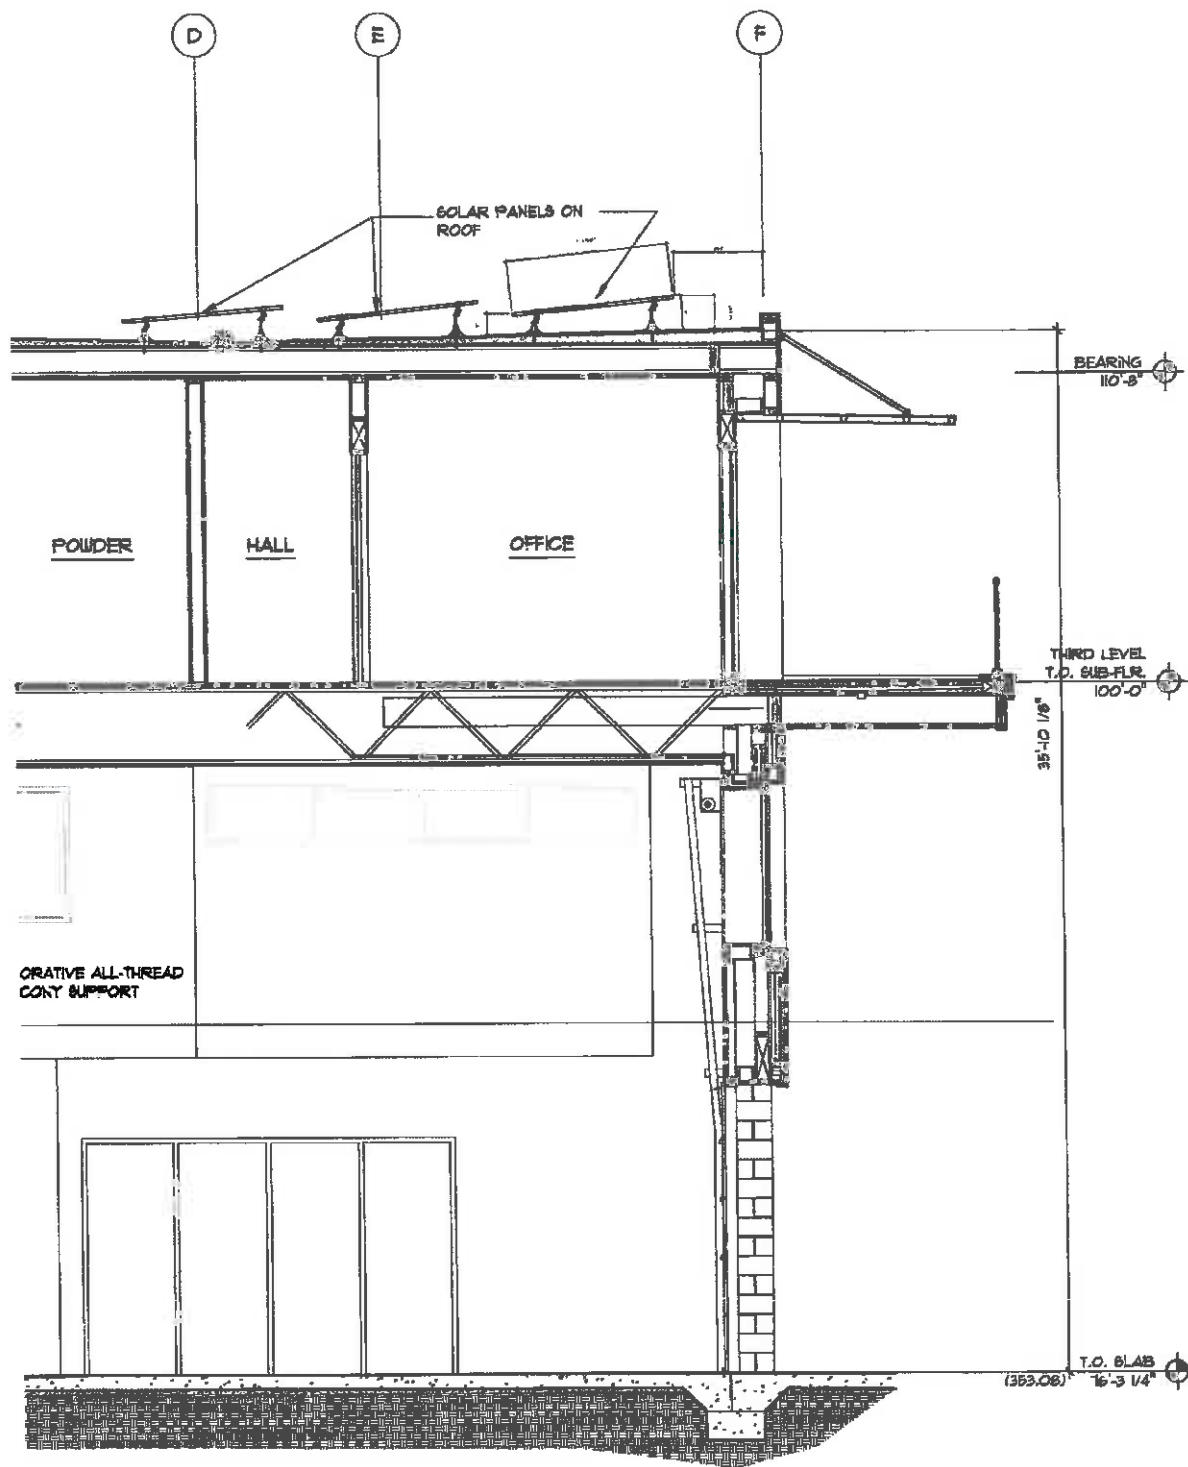 D
E
F
SOLAR PANELS ON
ROOF
BEARING
110'-8"
POWDER
HALL
OFFICE
THIRD LEVEL
T.O. SUB-FLR.
100'-0"
35'-10 1/8"
ORATIVE ALL-THREAD
CONY SUPPORT
T.O. SLAB
(353.08)
76'-3 1/4"